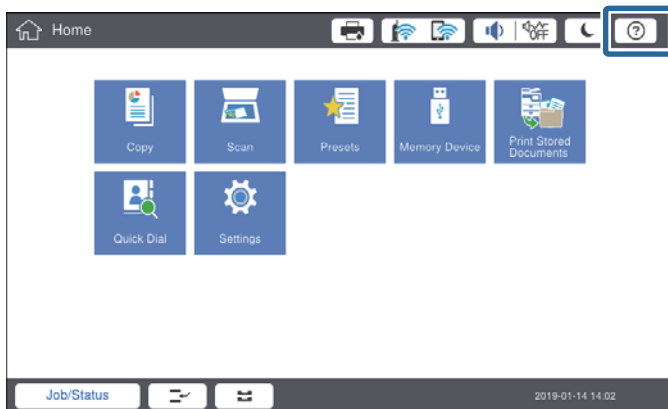 Home
OFF
?
Copy
Scan
Presets
Memory Device
Print Stored
Documents
Quick Dial
Settings
Job/Status
2019-01-14 14:02